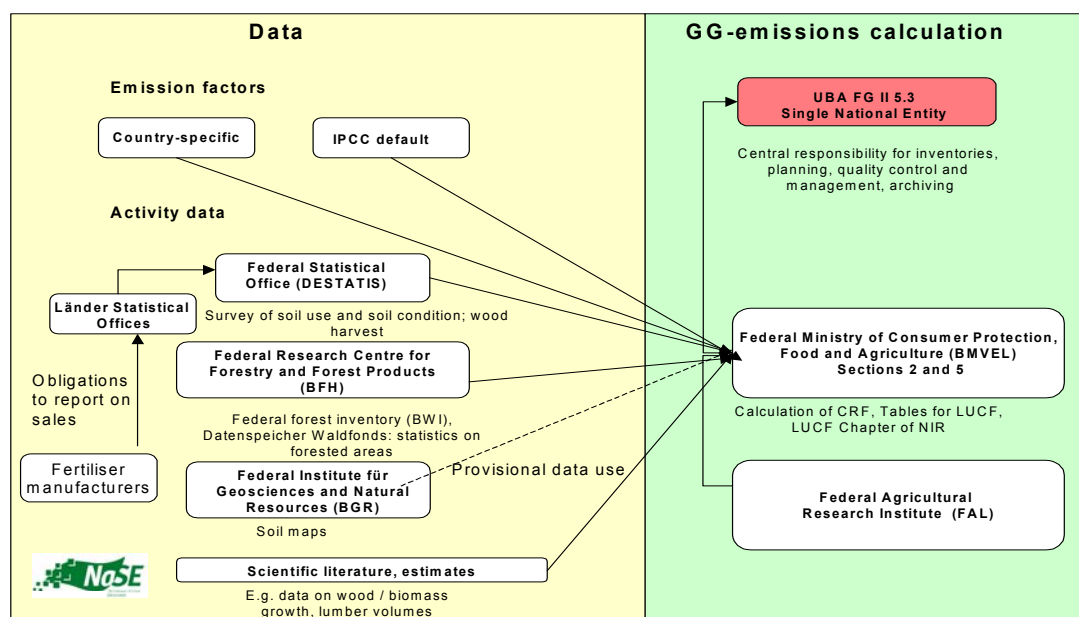 Data
GG-emissions calculation
Emission factors
Country-specific
IPCC default
Activity data
Federal Statistical
Office (DESTATIS)
Länder Statistical
Offices
Survey of soil use and soil condition; wood
harvest
Federal Research Centre for
Forestry and Forest Products
(BFH)
Obligations
to report on
sales
Federal forest inventory (BWI),
Datenspeicher Waldfonds: statistics on
forested areas
Fertiliser
manufacturers
Federal Institute für
Geosciences and Natural
Resources (BGR)
Provisional data use
Soil maps
Scientific literature, estimates
E.g. data on wood / biomass
growth, lumber volumes
NaSE
UBA FG II 5.3
Single National Entity
Central responsibility for inventories,
planning, quality control and
management, archiving
Federal Ministry of Consumer Protection,
Food and Agriculture (BMVEL)
Sections 2 and 5
Calculation of CRF, Tables for LUCF,
LUCF Chapter of NIR
Federal Agricultural
Research Institute (FAL)